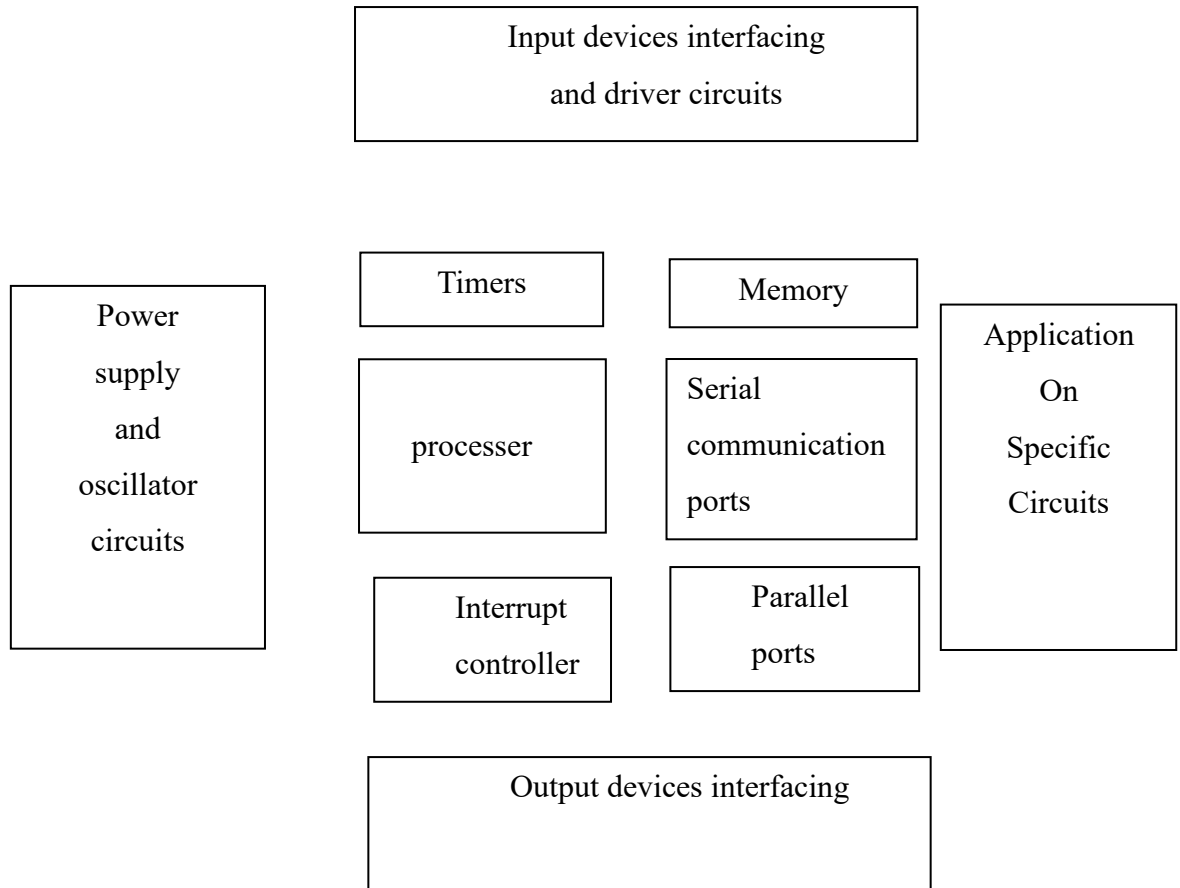 Input devices interfacing
and driver circuits
Timers
Memory
Power
supply
and
oscillator
circuits
processer
Serial
communication
ports
Application
On
Specific
Circuits
Interrupt
controller
Parallel
ports
Output devices interfacing